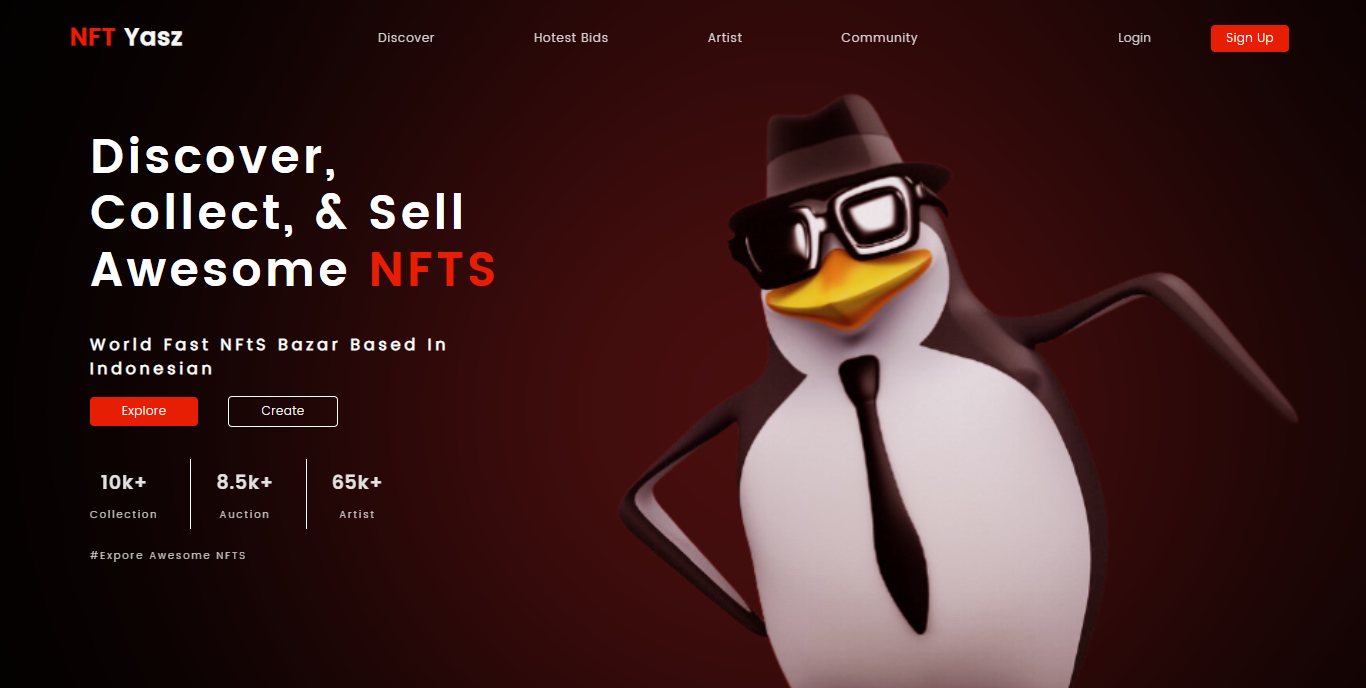 NFT Yasz
Discover
Hotest Bids
Artist
Community
Login
Sign Up
Discover,
Collect, & Sell
Awesome NFTS
World Fast NFtS Bazar Based In
Indonesian
Explore
Create
10k+
8.5k+
65k+
Collection
Auction
Artist
#Expore Awesome NFTS